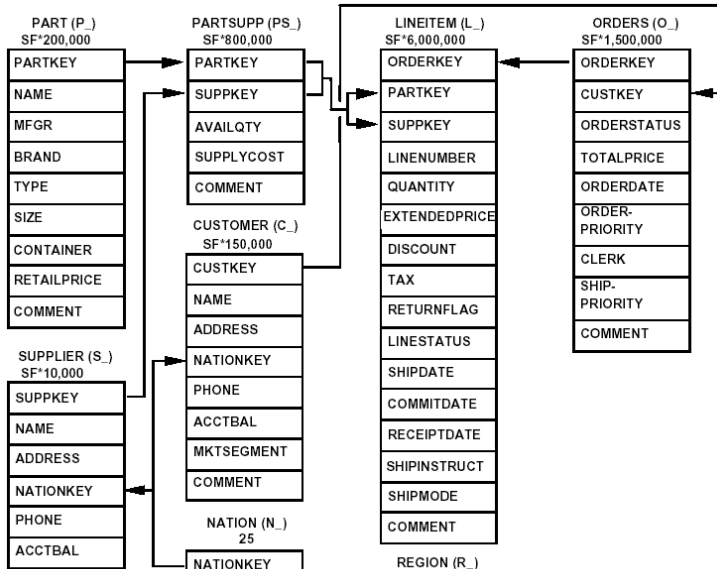 PART (P_)
SF*200,000
PARTKEY
NAME
MFGR
BRAND
TYPE
SIZE
CONTAINER
RETAILPRICE
COMMENT
SUPPLIER (S_)
SF*10,000
SUPPKEY
NAME
ADDRESS
NATIONKEY
PHONE
ACCTBAL
PARTSUPP (PS_)
SF*800,000
PARTKEY
SUPPKEY
AVAILQTY
SUPPLYCOST
COMMENT
CUSTOMER (C_)
SF*150,000
CUSTKEY
NAME
ADDRESS
NATIONKEY
PHONE
ACCTBAL
MKTSEGMENT
COMMENT
NATION (N_)
25
NATIONKEY
LINEITEM (L_)
SF*6,000,000
ORDERKEY
PARTKEY
SUPPKEY
LINENUMBER
QUANTITY
EXTENDEDPRICE
DISCOUNT
TAX
RETURNFLAG
LINESTATUS
SHIPDATE
COMMITDATE
RECEIPTDATE
SHIPINSTRUCT
SHIPMODE
COMMENT
REGION (R_)
ORDERS (O_)
SF*1,500,000
ORDERKEY
CUSTKEY
ORDERSTATUS
TOTALPRICE
ORDERDATE
ORDER-
PRIORITY
CLERK
SHIP-
PRIORITY
COMMENT